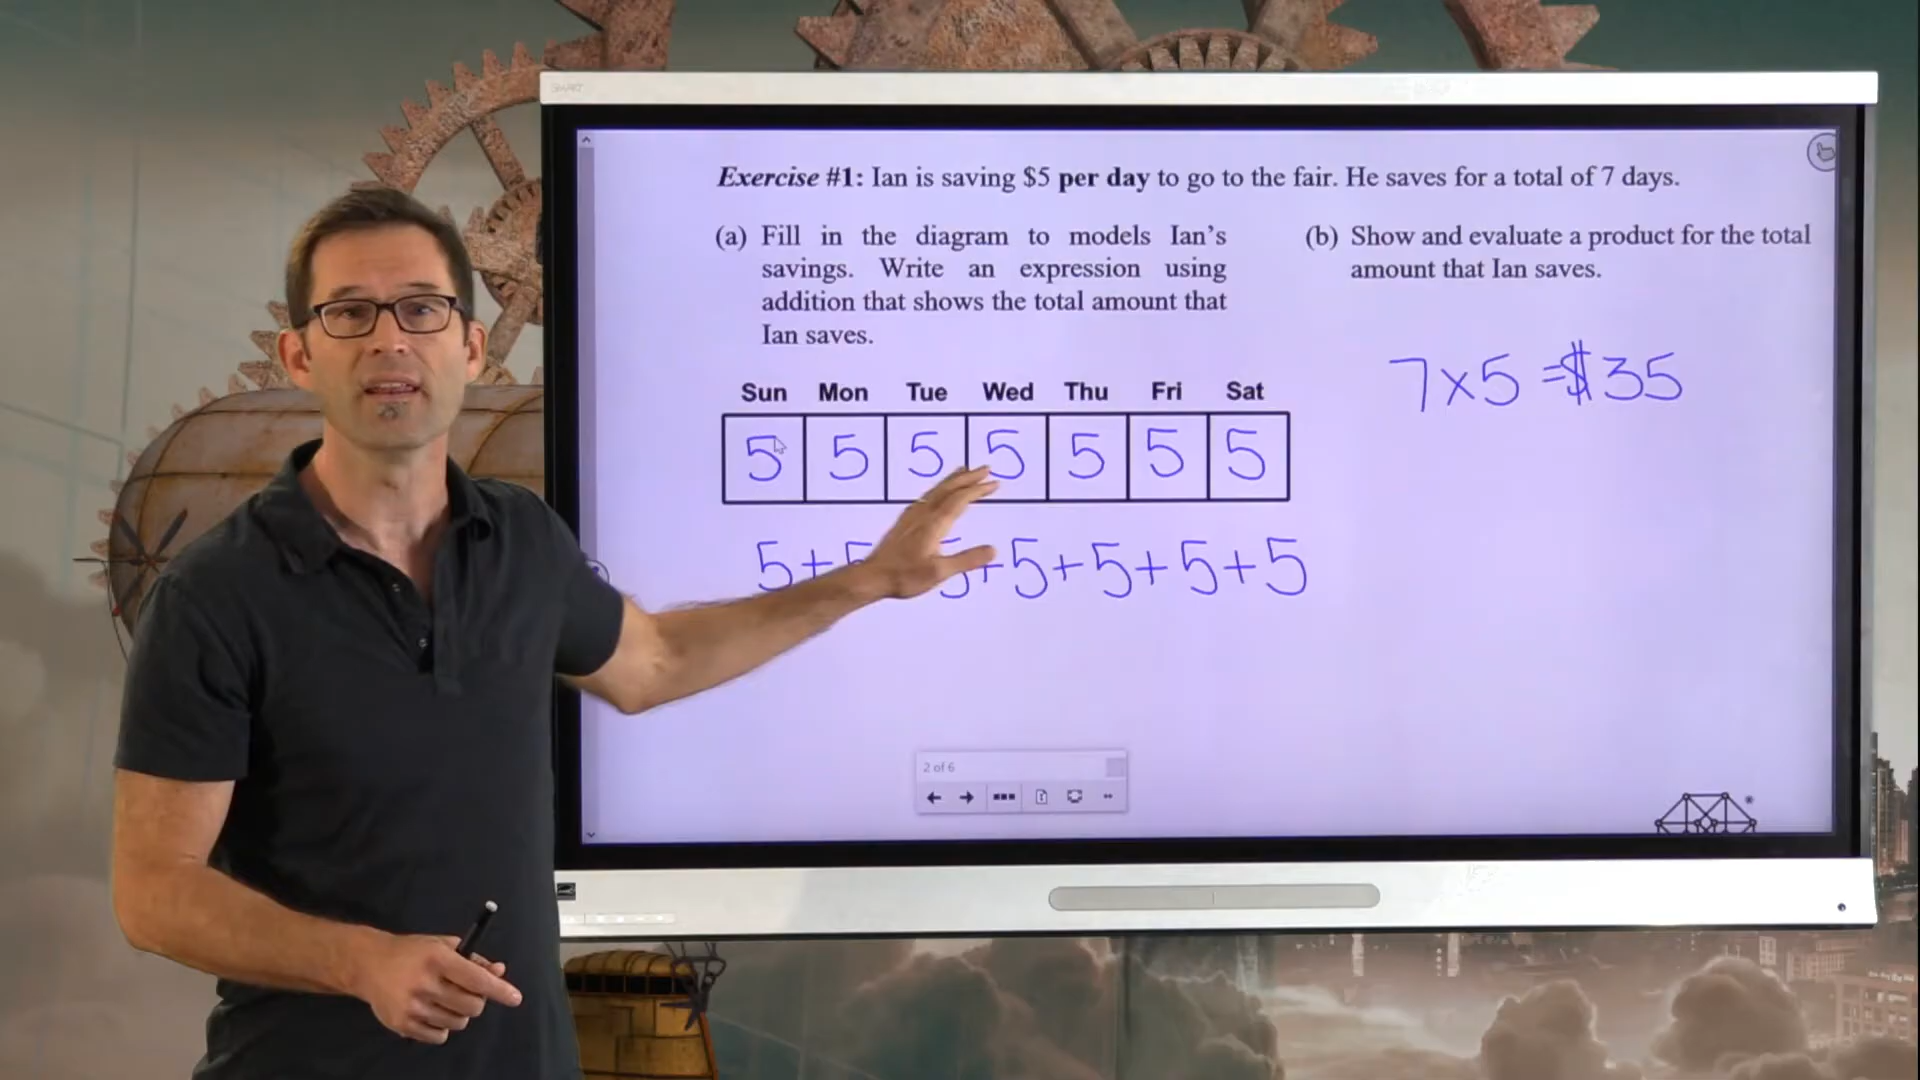 SMART
Exercise #1: Ian is saving $5 per day to go to the fair. He saves for a total of 7 days.
(a) Fill in the diagram to models Ian's
savings. Write an expression using
addition that shows the total amount that
Ian saves.
Sun Mon Tue Wed Thu Fri Sat
5 5 5 5 5 5 5
5+5 5+5+5+5+5
(b) Show and evaluate a product for the total
amount that Ian saves.
7x5=$35
2 of 6